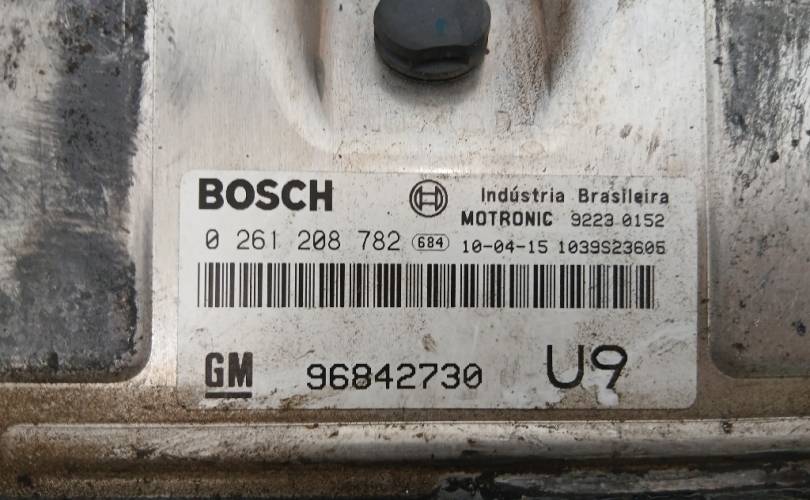 BOSCH
Indústria Brasileira
MOTRONIC 9223 0152
0 261 208 782 684 10-04-15 1039S23605
GM 96842730 U9